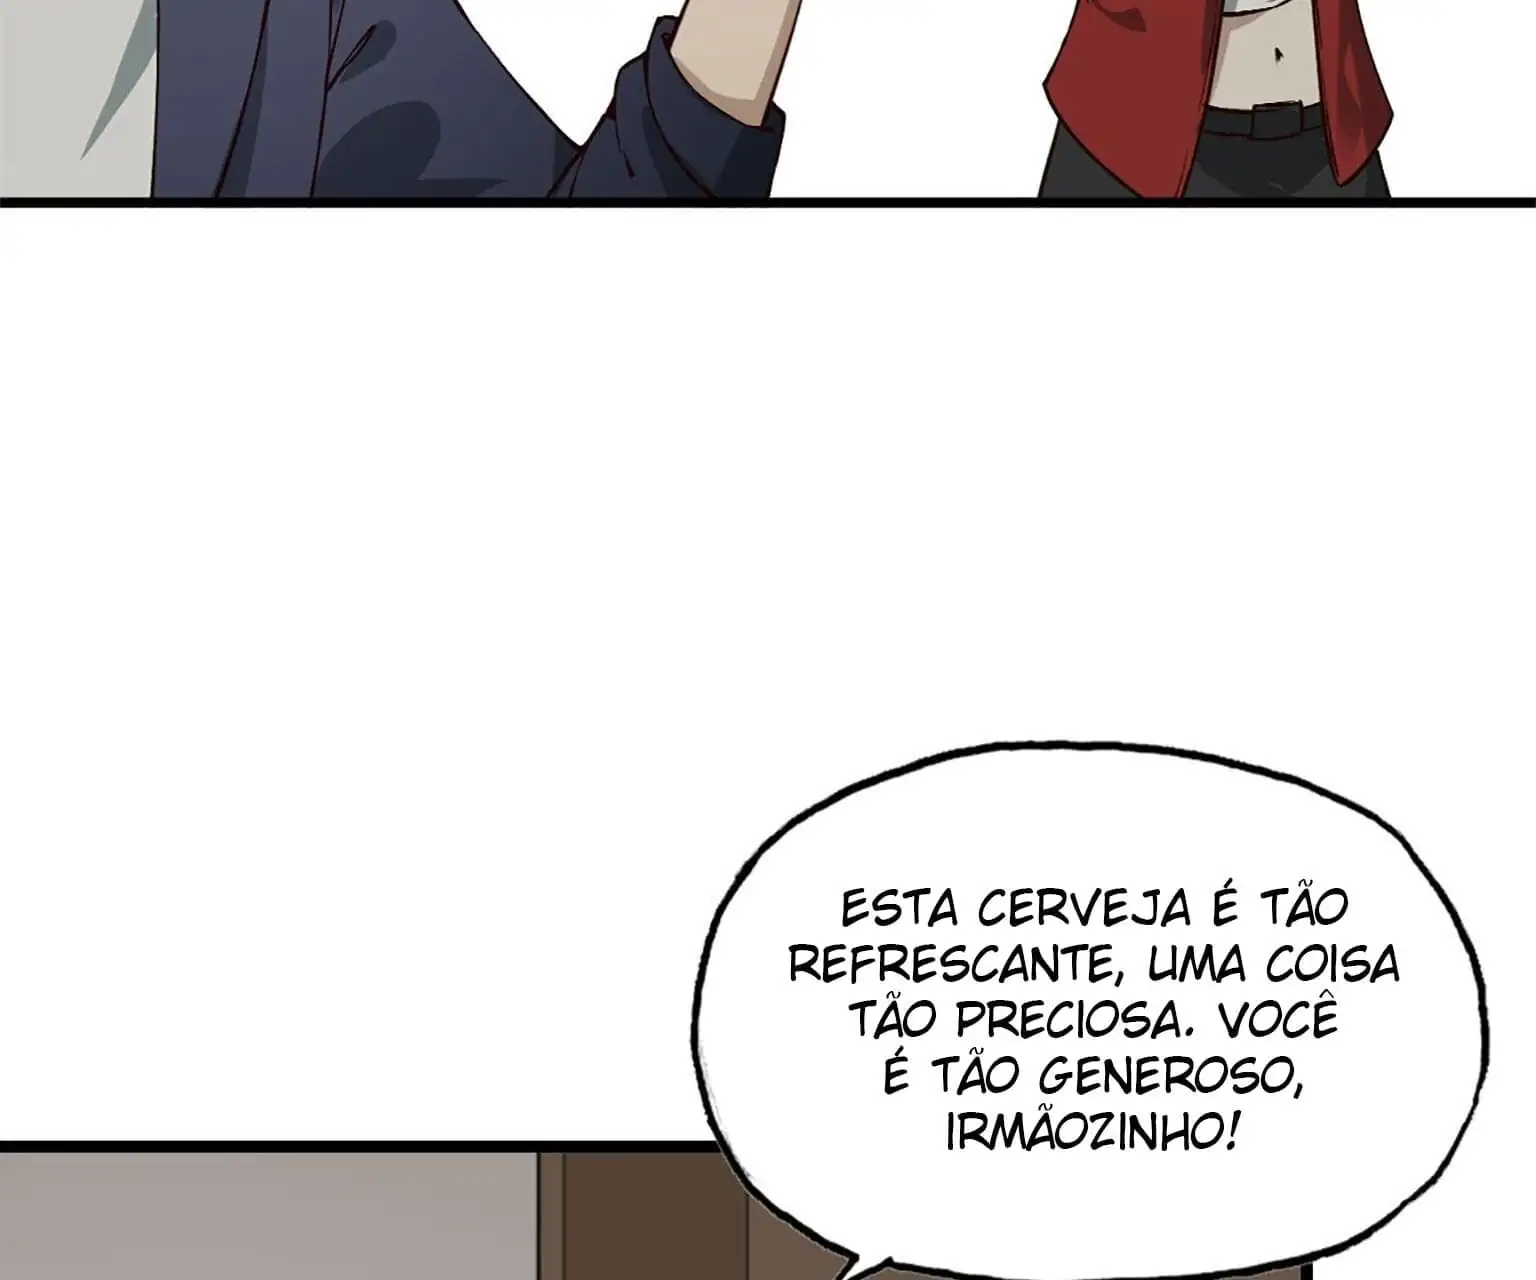 ESTA CERVEJA É TÃO
REFRESCANTE, UMA COISA
TÃO PRECIOSA. VOCÊ
É TÃO GENEROSO,
IRMÃOZINHO!